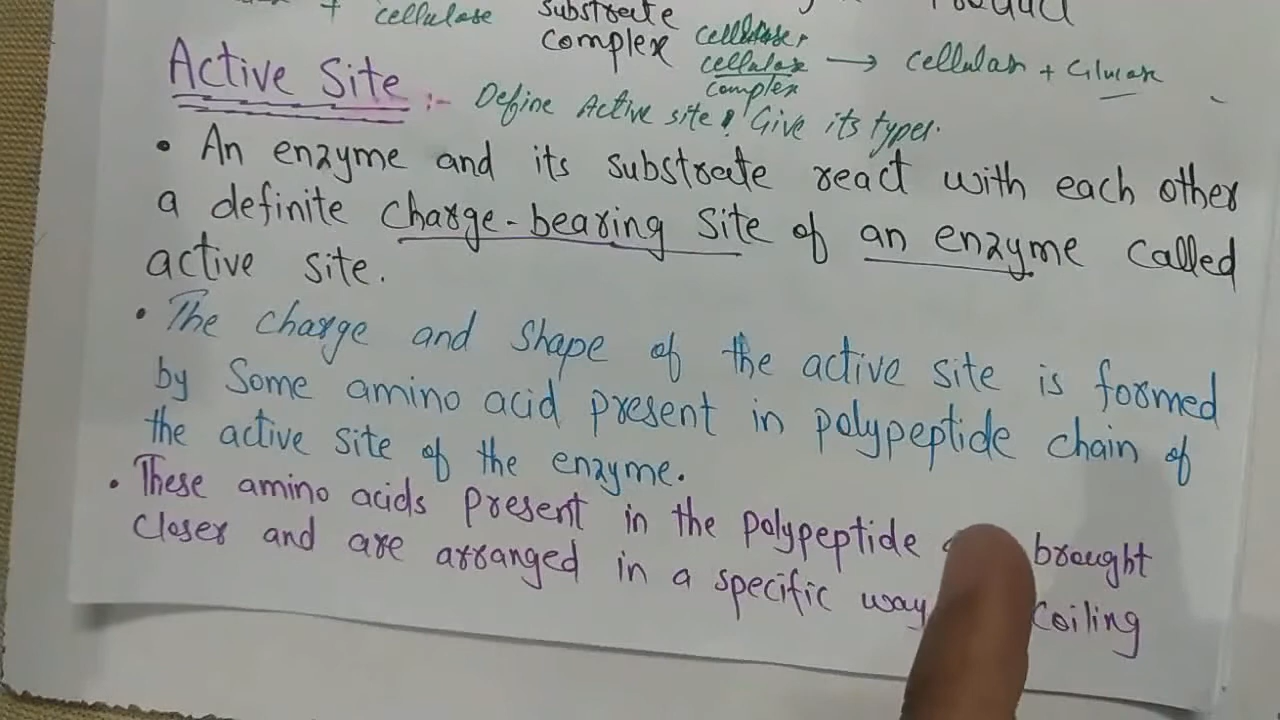 + cellulase substrate
complex cellulase,
cellulase → cellulase + Glucose
complex
Active Site :- Define Active site? Give its types.
• An enzyme and its substrate react with each other
a definite charge-bearing site of an enzyme called
active site.
• The charge and shape of the active site is formed
by some amino acid present in polypeptide chain of
the active site of the enzyme.
• These amino acids present in the polypeptide brought
closer and are arranged in a specific way coiling